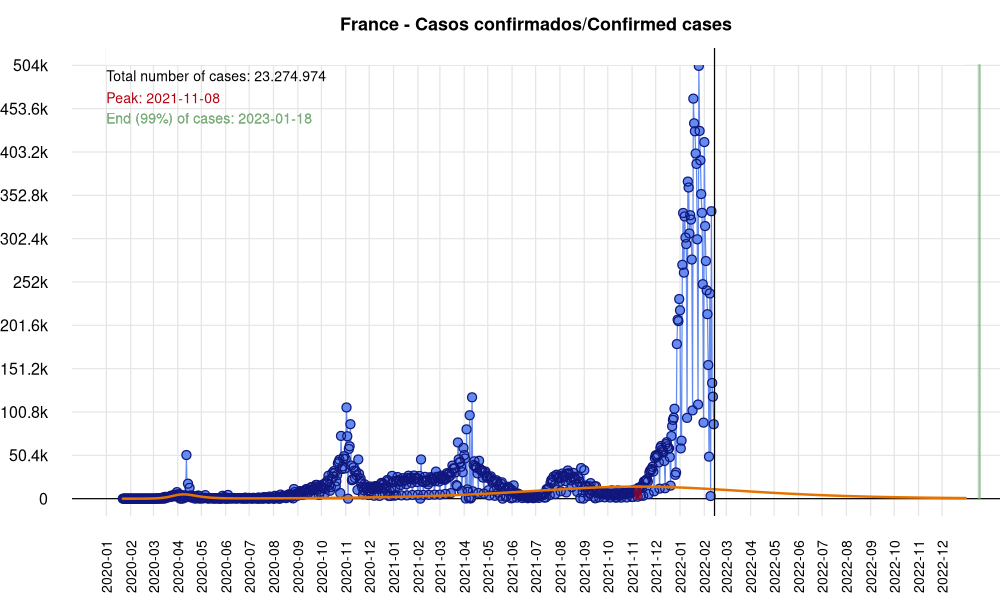 France - Casos confirmados/Confirmed cases
504k
453.6k
403.2k
352.8k
302.4k
252k
201.6k
151.2k
100.8k
50.4k
0
Total number of cases: 23.274.974
Peak: 2021-11-08
End (99%) of cases: 2023-01-18
2020-01
2020-02
2020-03
2020-04
2020-05
2020-06
2020-07
2020-08
2020-09
2020-10
2020-11
2020-12
2021-01
2021-02
2021-03
2021-04
2021-05
2021-06
2021-07
2021-08
2021-09
2021-10
2021-11
2021-12
2022-01
2022-02
2022-03
2022-04
2022-05
2022-06
2022-07
2022-08
2022-09
2022-10
2022-11
2022-12